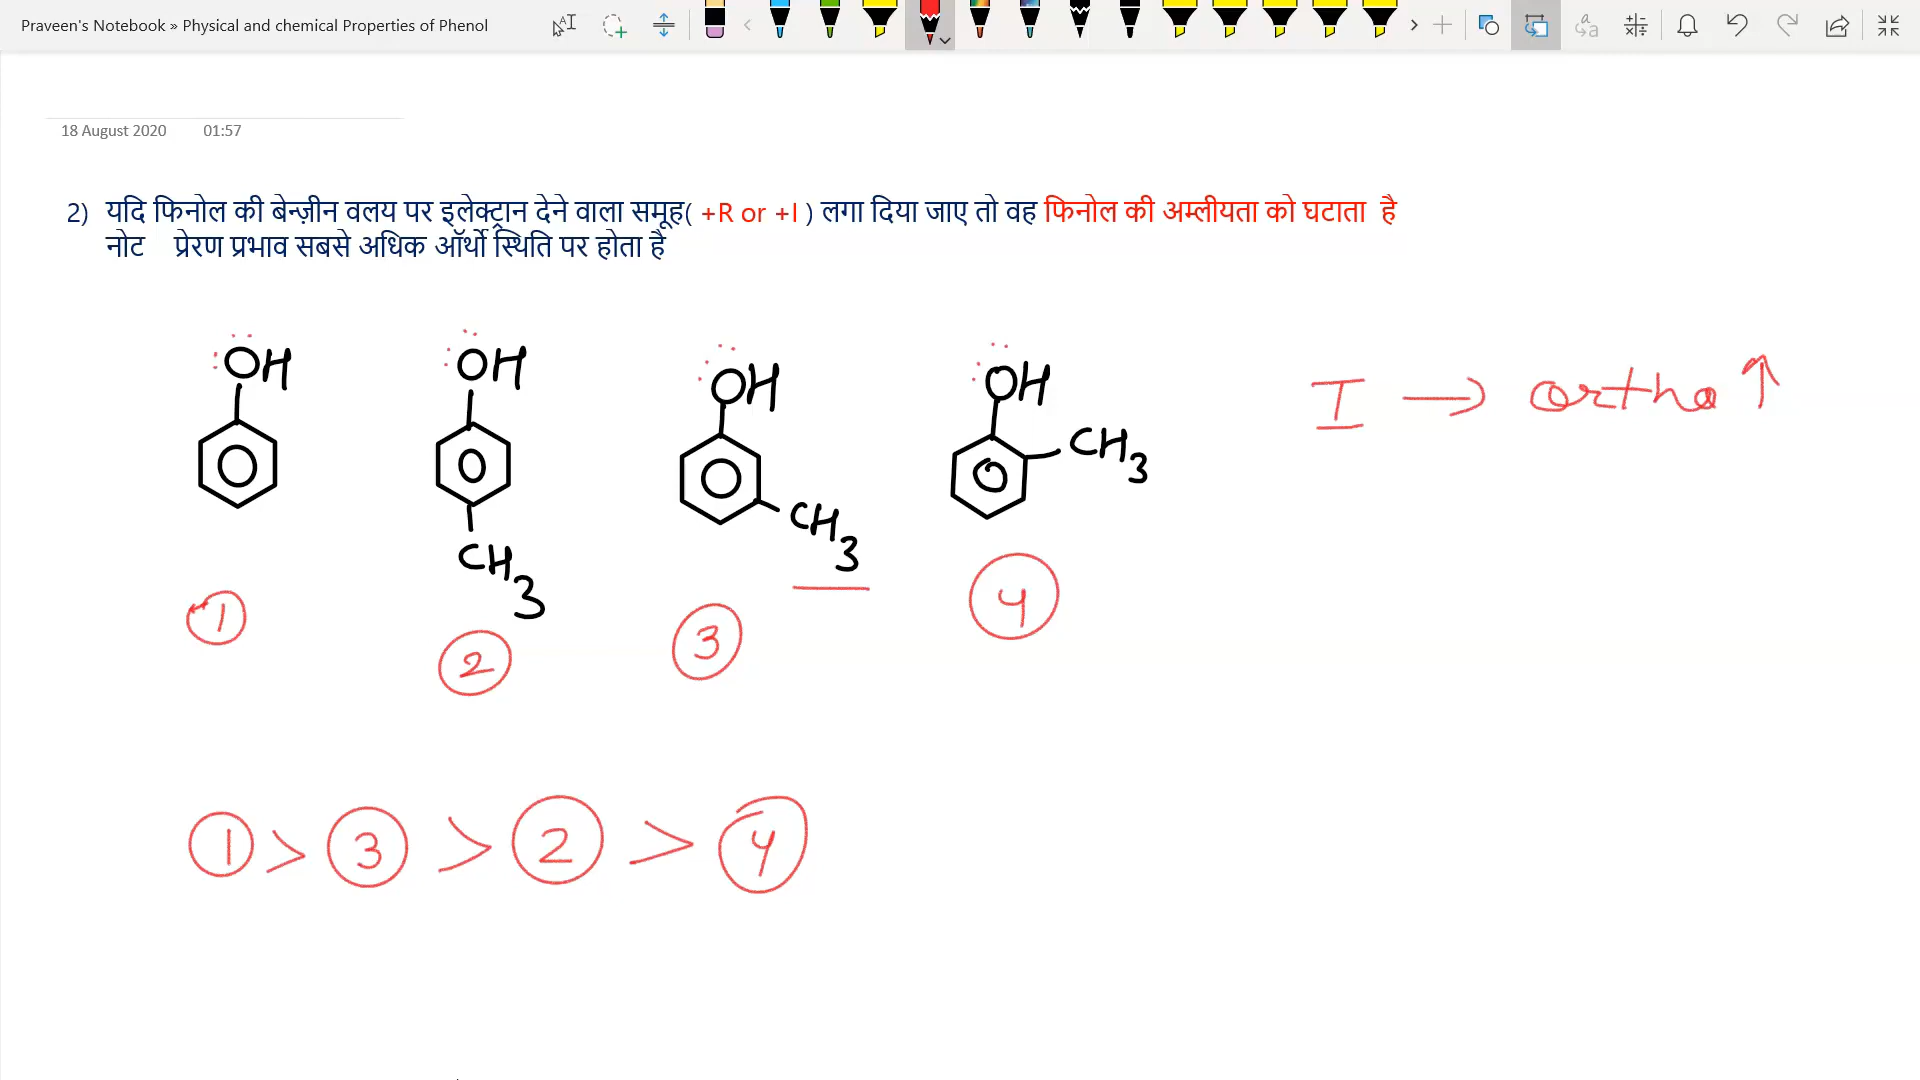 Praveen's Notebook » Physical and chemical Properties of Phenol
18 August 2020 01:57
2) यदि फिनोल की बेन्ज़ीन वलय पर इलेक्ट्रान देने वाला समूह( +R or +I ) लगा दिया जाए तो वह फिनोल की अम्लीयता को घटाता है
नोट प्रेरण प्रभाव सबसे अधिक ऑर्थो स्थिति पर होता है
OH OH OH OH
I → ortho ↑
CH3
CH3
CH3
1 2 3 4
1 > 3 > 2 > 4